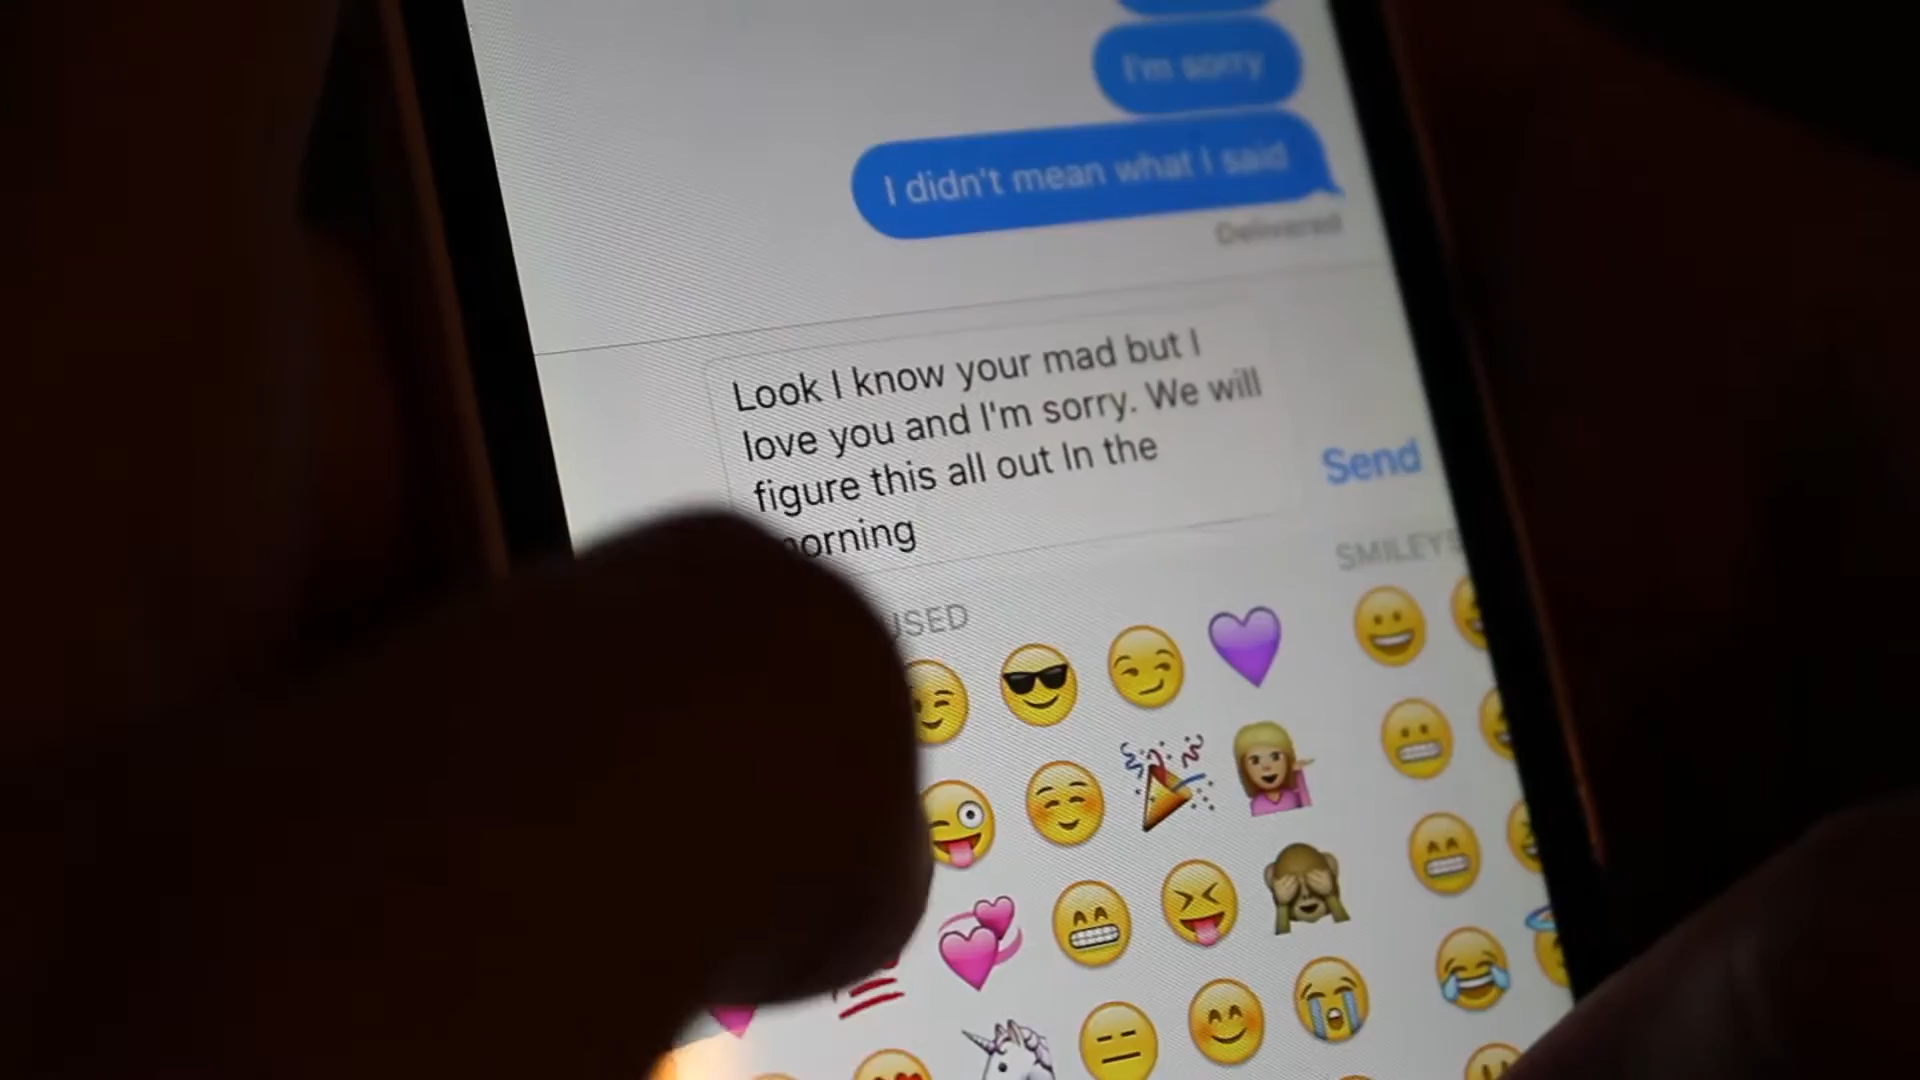 I'm sorry
I didn't mean what I said
Delivered
Look I know your mad but I
love you and I'm sorry. We will
figure this all out In the
morning
Send
USED
SMILEYS